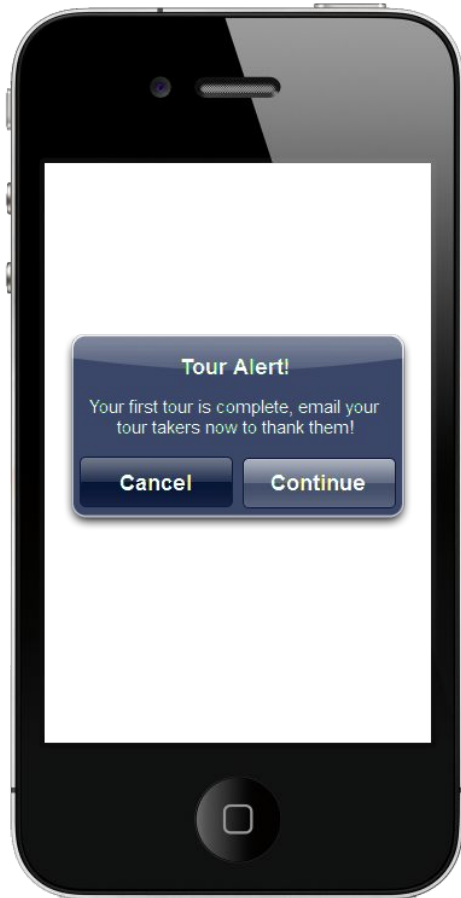 Tour Alert!
Your first tour is complete, email your
tour takers now to thank them!
Cancel
Continue